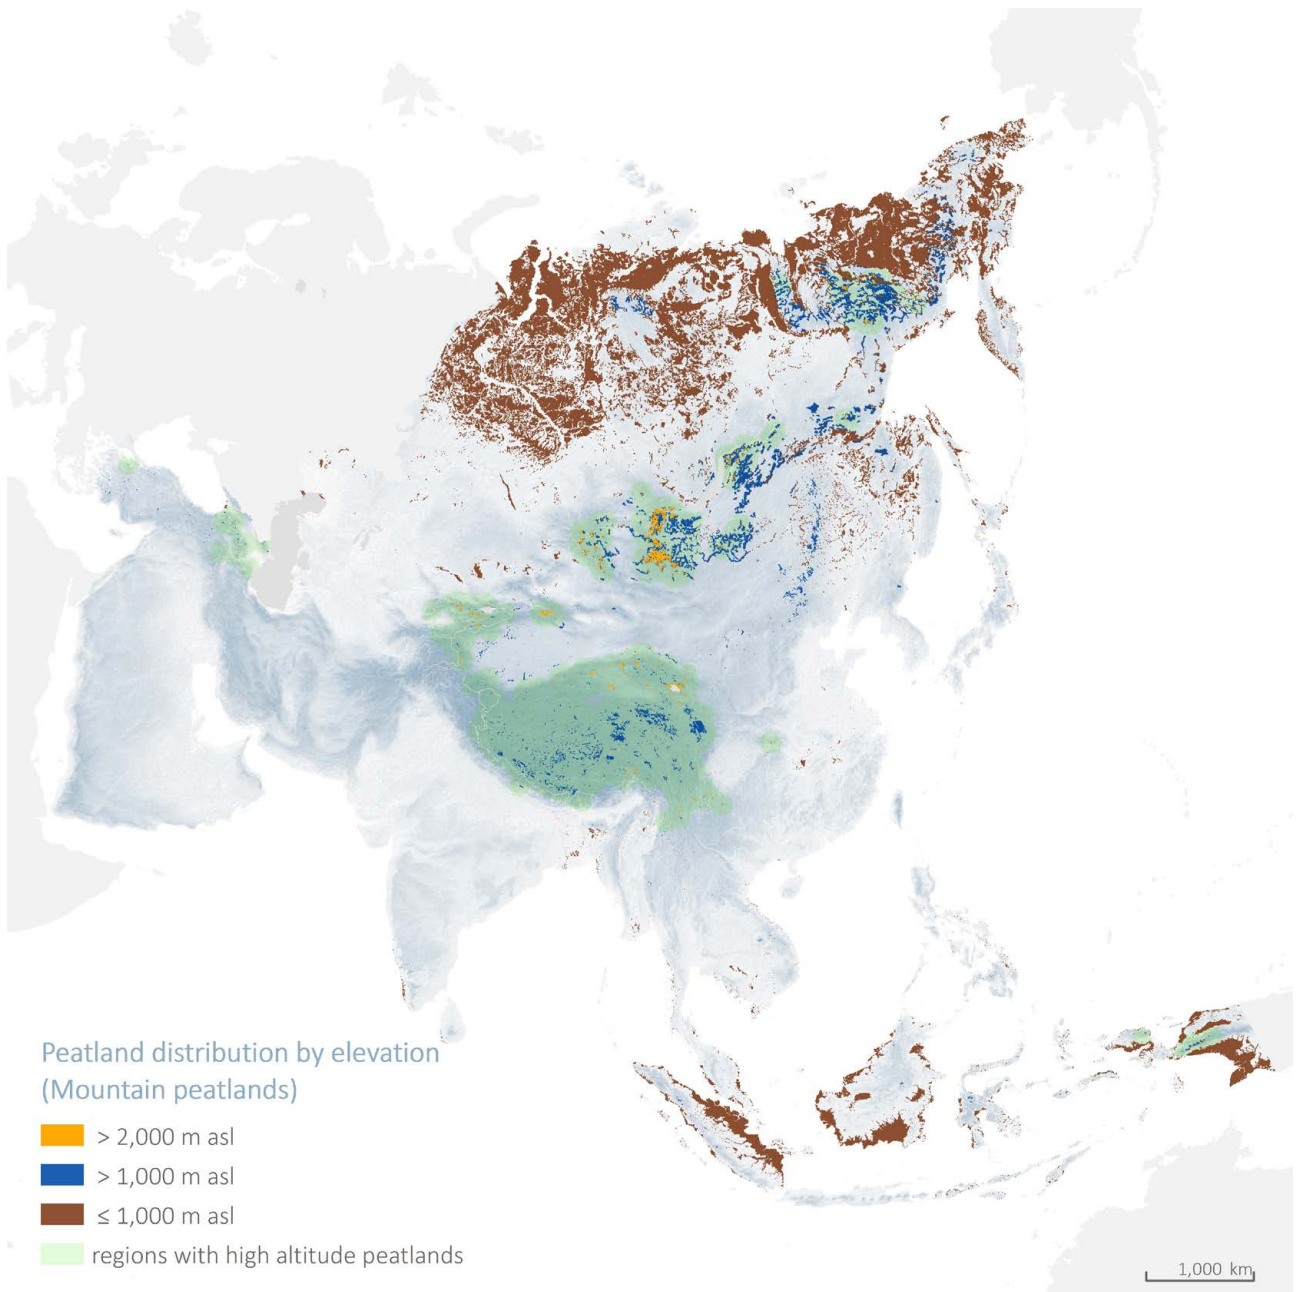 Peatland distribution by elevation
(Mountain peatlands)
> 2,000 m asl
> 1,000 m asl
≤ 1,000 m asl
regions with high altitude peatlands
1,000 km